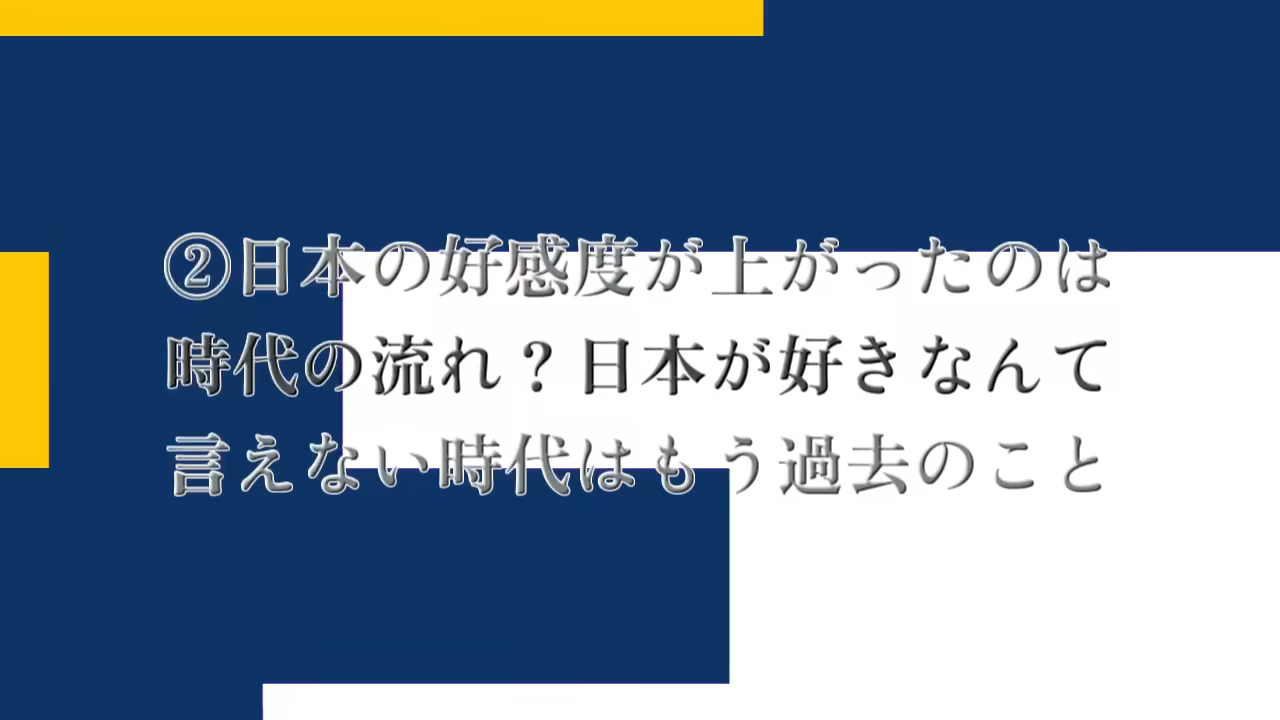 ②日本の好感度が上がったのは
時代の流れ？日本が好きなんて
言えない時代はもう過去のこと